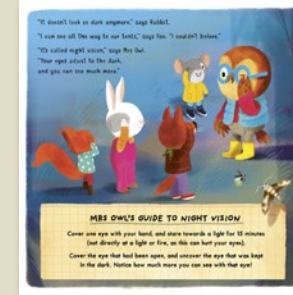 "It doesn't look so dark anymore," says Rabbit.
"I can see all the way to our tents," says Fox. "I couldn't before."
"It's called night vision," says Mrs Owl.
"Your eyes adjust to the dark,
and you can see much more."
MRS OWL'S GUIDE TO NIGHT VISION
Cover one eye with your hand, and stare towards a light for 15 minutes
(not directly at a light or fire, as this can hurt your eyes).
Cover the eye that had been open, and uncover the eye that was kept
in the dark. Notice how much more you can see with that eye!